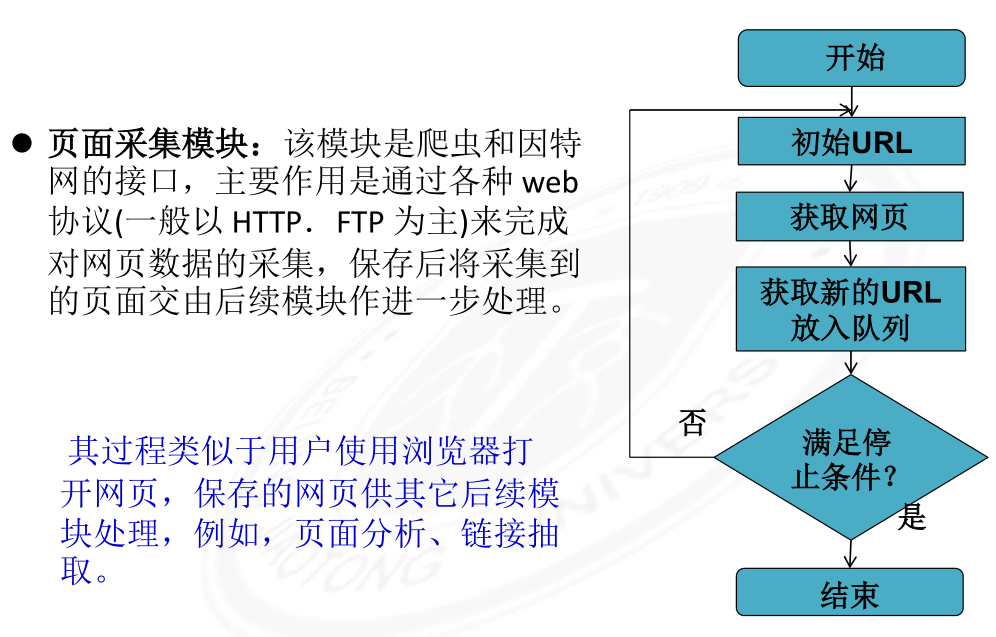 ● 页面采集模块：该模块是爬虫和因特
网的接口，主要作用是通过各种 web
协议(一般以 HTTP．FTP 为主)来完成
对网页数据的采集，保存后将采集到
的页面交由后续模块作进一步处理。
其过程类似于用户使用浏览器打
开网页，保存的网页供其它后续模
块处理，例如，页面分析、链接抽
取。
开始
初始URL
获取网页
获取新的URL
放入队列
满足停
止条件？
否
是
结束